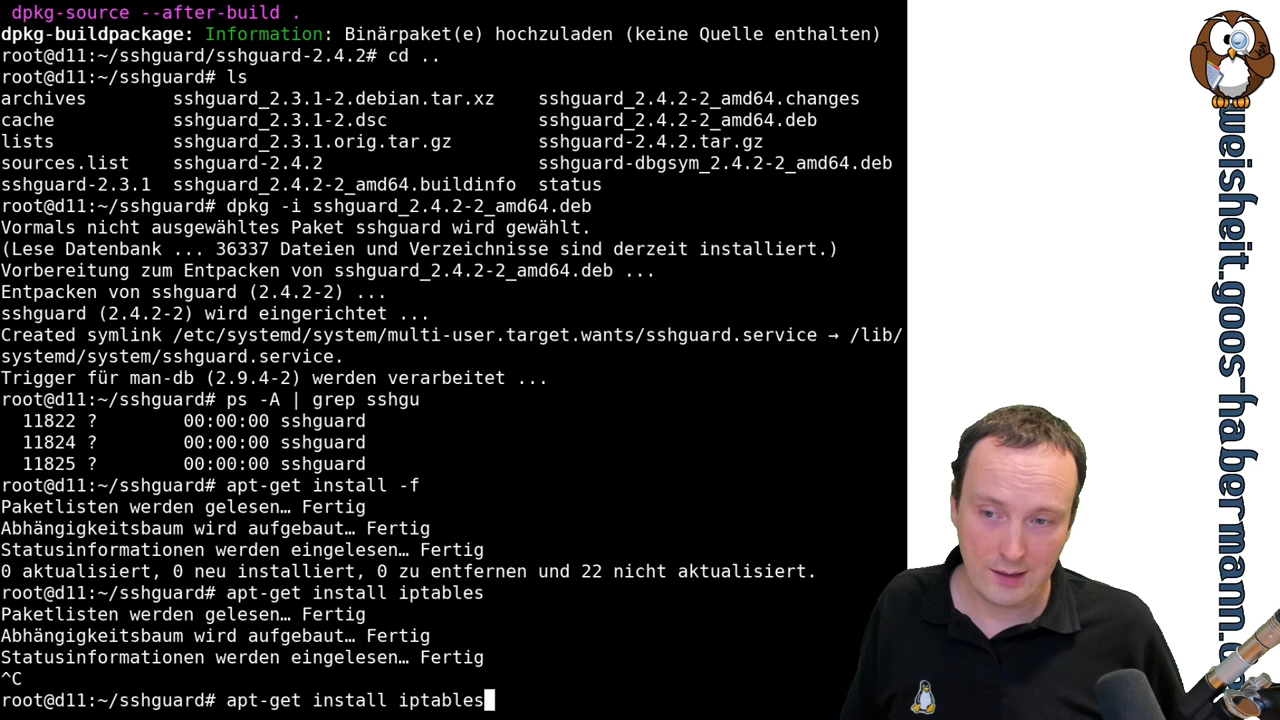 dpkg-source --after-build .
dpkg-buildpackage: Information: Binärpaket(e) hochzuladen (keine Quelle enthalten)
root@d11:~/sshguard/sshguard-2.4.2# cd ..
root@d11:~/sshguard# ls
archives sshguard_2.3.1-2.debian.tar.xz sshguard_2.4.2-2_amd64.changes
cache sshguard_2.3.1-2.dsc sshguard_2.4.2-2_amd64.deb
lists sshguard_2.3.1.orig.tar.gz sshguard-2.4.2.tar.gz
sources.list sshguard-2.4.2 sshguard-dbgsym_2.4.2-2_amd64.deb
sshguard-2.3.1 sshguard_2.4.2-2_amd64.buildinfo status
root@d11:~/sshguard# dpkg -i sshguard_2.4.2-2_amd64.deb
Vormals nicht ausgewähltes Paket sshguard wird gewählt.
(Lese Datenbank ... 36337 Dateien und Verzeichnisse sind derzeit installiert.)
Vorbereitung zum Entpacken von sshguard_2.4.2-2_amd64.deb ...
Entpacken von sshguard (2.4.2-2) ...
sshguard (2.4.2-2) wird eingerichtet ...
Created symlink /etc/systemd/system/multi-user.target.wants/sshguard.service → /lib/
systemd/system/sshguard.service.
Trigger für man-db (2.9.4-2) werden verarbeitet ...
root@d11:~/sshguard# ps -A | grep sshgu
11822 ? 00:00:00 sshguard
11824 ? 00:00:00 sshguard
11825 ? 00:00:00 sshguard
root@d11:~/sshguard# apt-get install -f
Paketlisten werden gelesen… Fertig
Abhängigkeitsbaum wird aufgebaut… Fertig
Statusinformationen werden eingelesen… Fertig
0 aktualisiert, 0 neu installiert, 0 zu entfernen und 22 nicht aktualisiert.
root@d11:~/sshguard# apt-get install iptables
Paketlisten werden gelesen… Fertig
Abhängigkeitsbaum wird aufgebaut… Fertig
Statusinformationen werden eingelesen… Fertig
^C
root@d11:~/sshguard# apt-get install iptables
weisheit.goos-habermann.